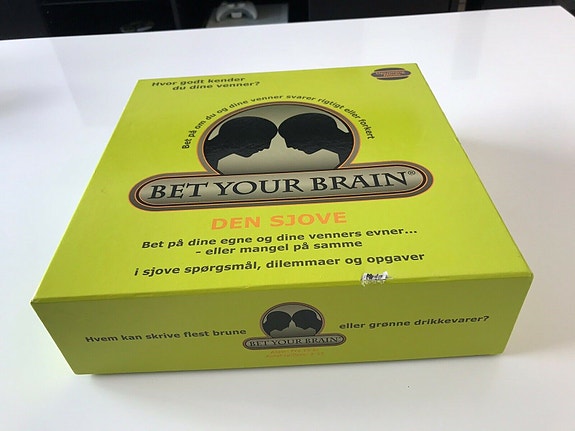 Hvor godt kender
du dine venner?
Bet på om du og dine venner svarer rigtigt eller forkert
BET YOUR BRAIN®
DEN SJOVE
Bet på dine egne og dine venners evner...
- eller mangel på samme
i sjove spørgsmål, dilemmaer og opgaver
Hvem kan skrive flest brune
eller grønne drikkevarer?
BET YOUR BRAIN